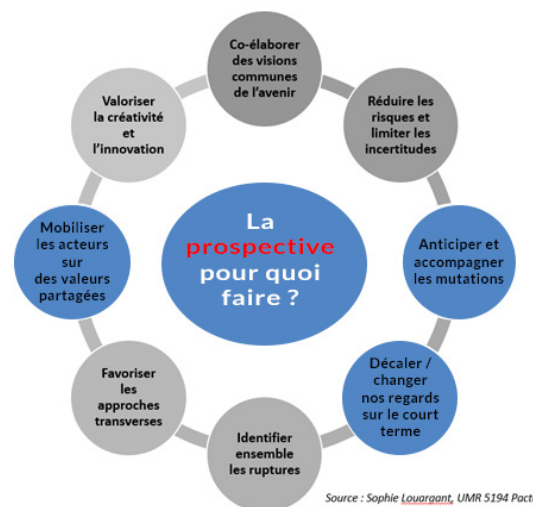 Co-élaborer
des visions
communes
de l'avenir
Réduire les
risques et
limiter les
incertitudes
Anticiper et
accompagner
les mutations
Décaler /
changer
nos regards
sur le court
terme
Identifier
ensemble
les ruptures
Favoriser
les
approches
transverses
Mobiliser
les acteurs
sur
des valeurs
partagées
Valoriser
la créativité
et
l'innovation
La
prospective
pour quoi
faire ?
Source : Sophie Louargant, UMR 5194 Pacte